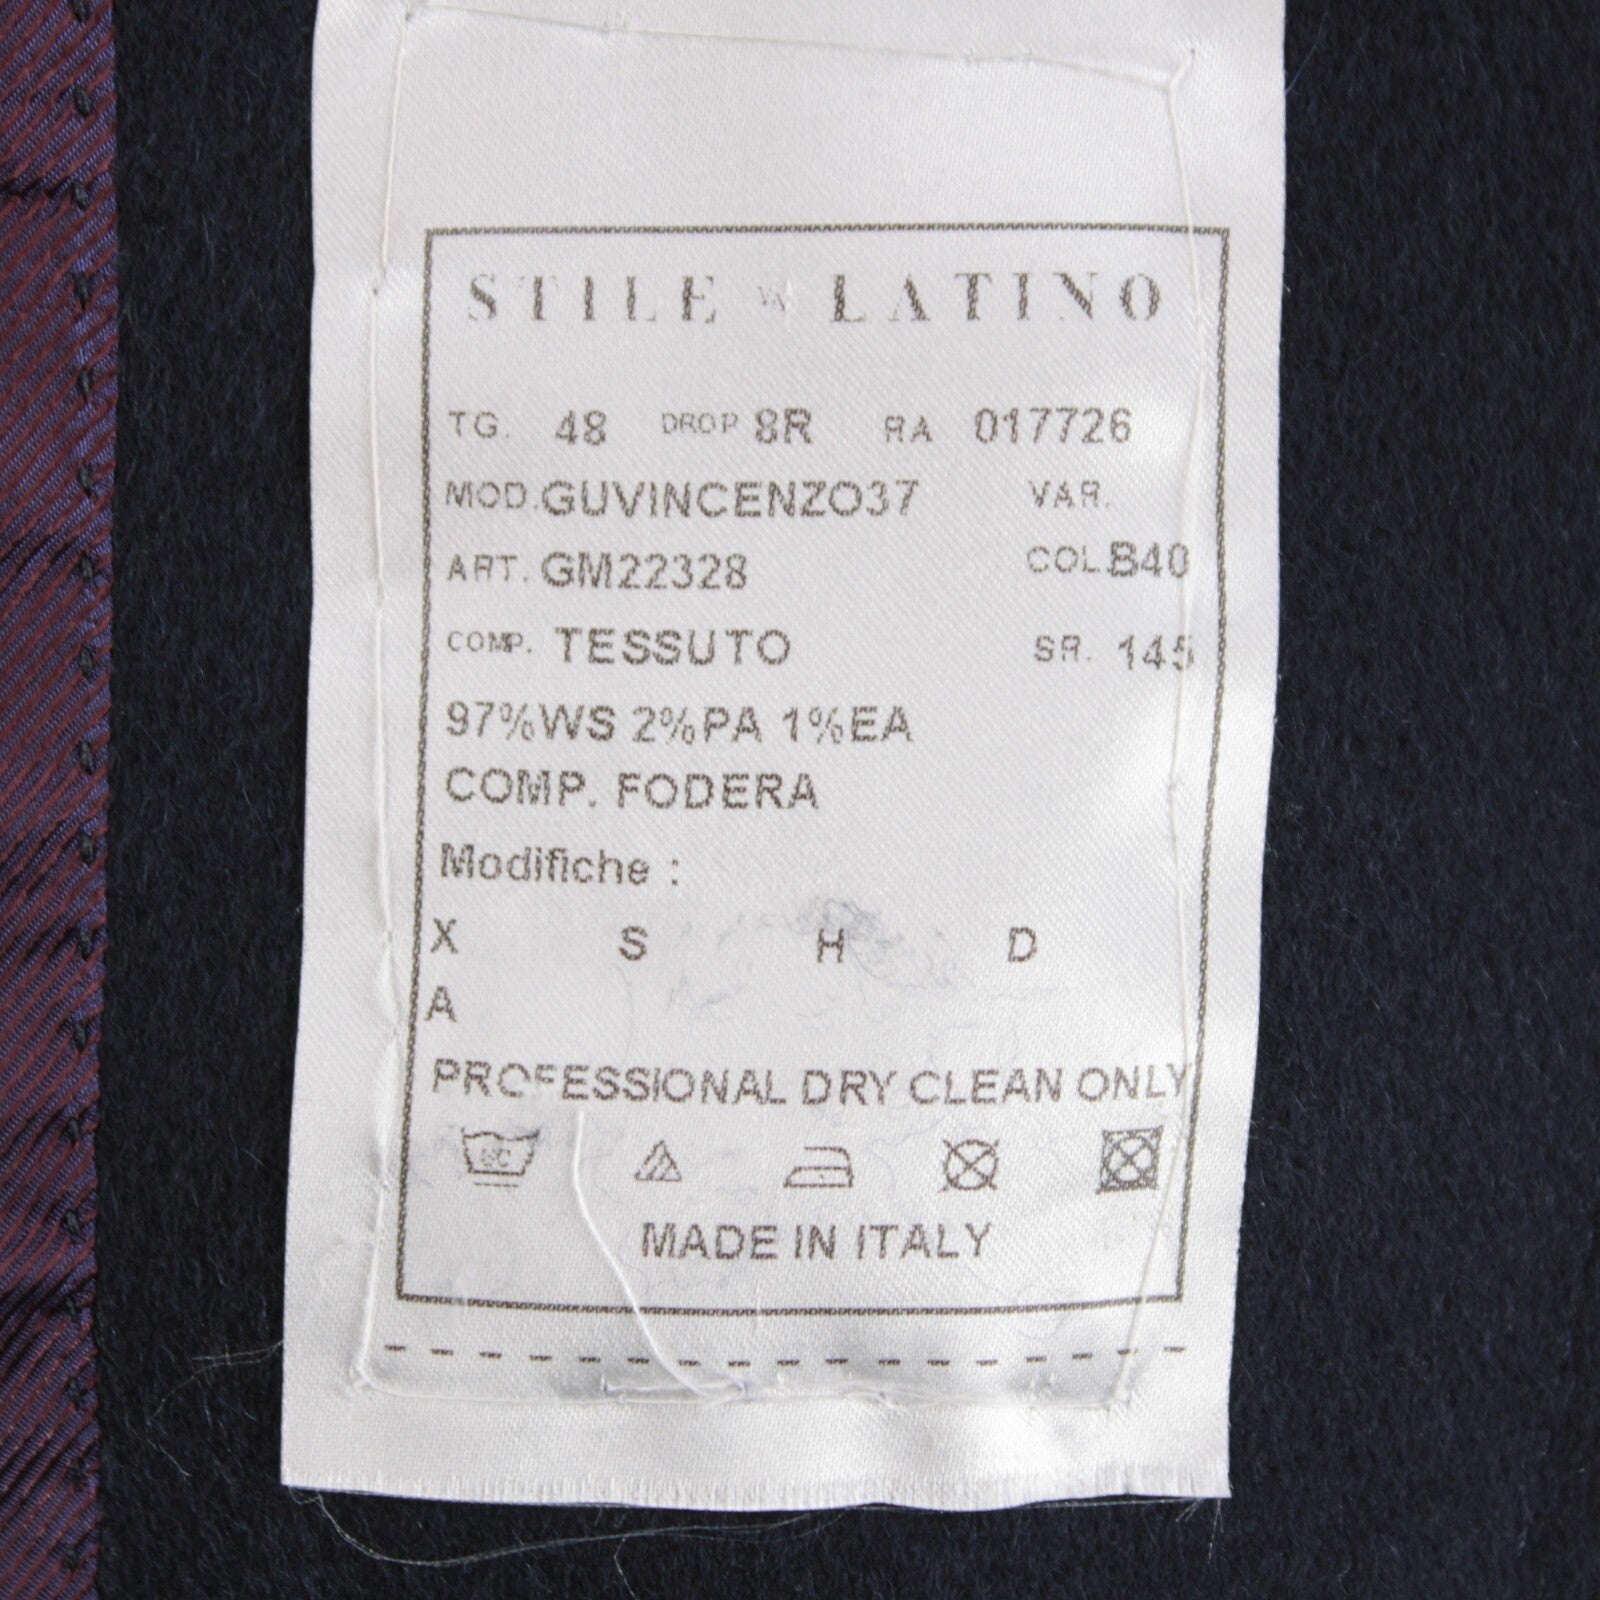 STILE LATINO
TG. 48 DROP 8R RA 017726
MOD.GUVINCENZO37 VAR.
ART. GM22328 COL.B40
COMP. TESSUTO SR. 145
97%WS 2%PA 1%EA
COMP. FODERA
Modifiche :
X S H D
A
PROFESSIONAL DRY CLEAN ONLY
MADE IN ITALY